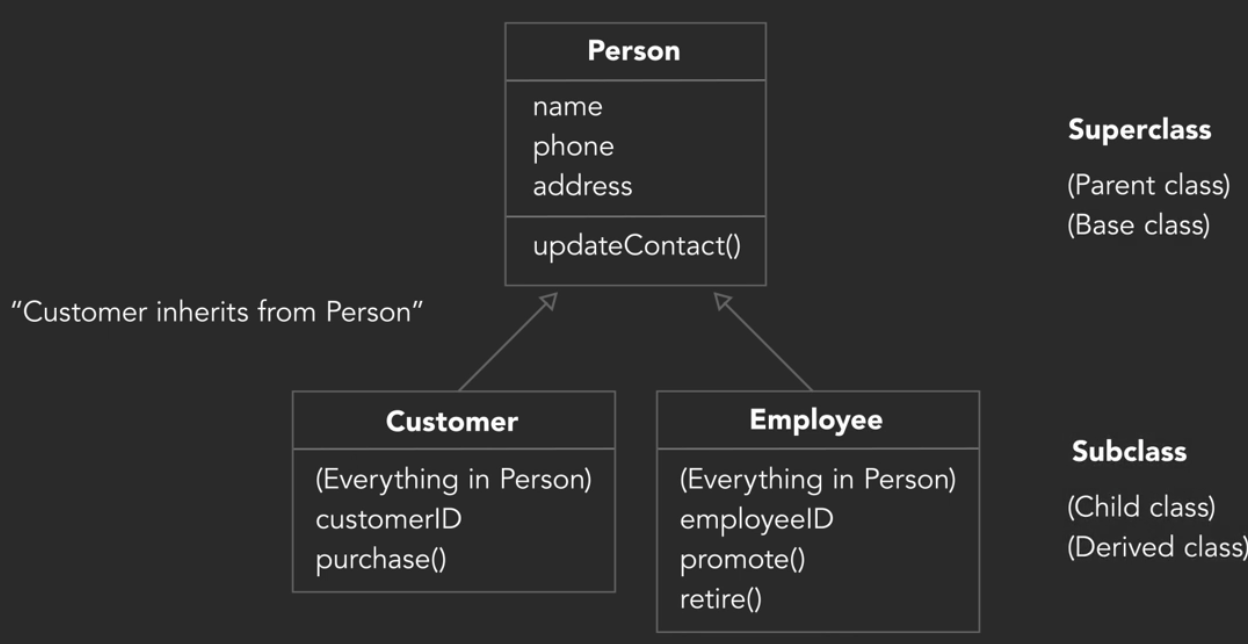 Person
name
phone
address
updateContact()
Superclass
(Parent class)
(Base class)
“Customer inherits from Person”
Customer
(Everything in Person)
customerID
purchase()
Employee
(Everything in Person)
employeeID
promote()
retire()
Subclass
(Child class)
(Derived class)